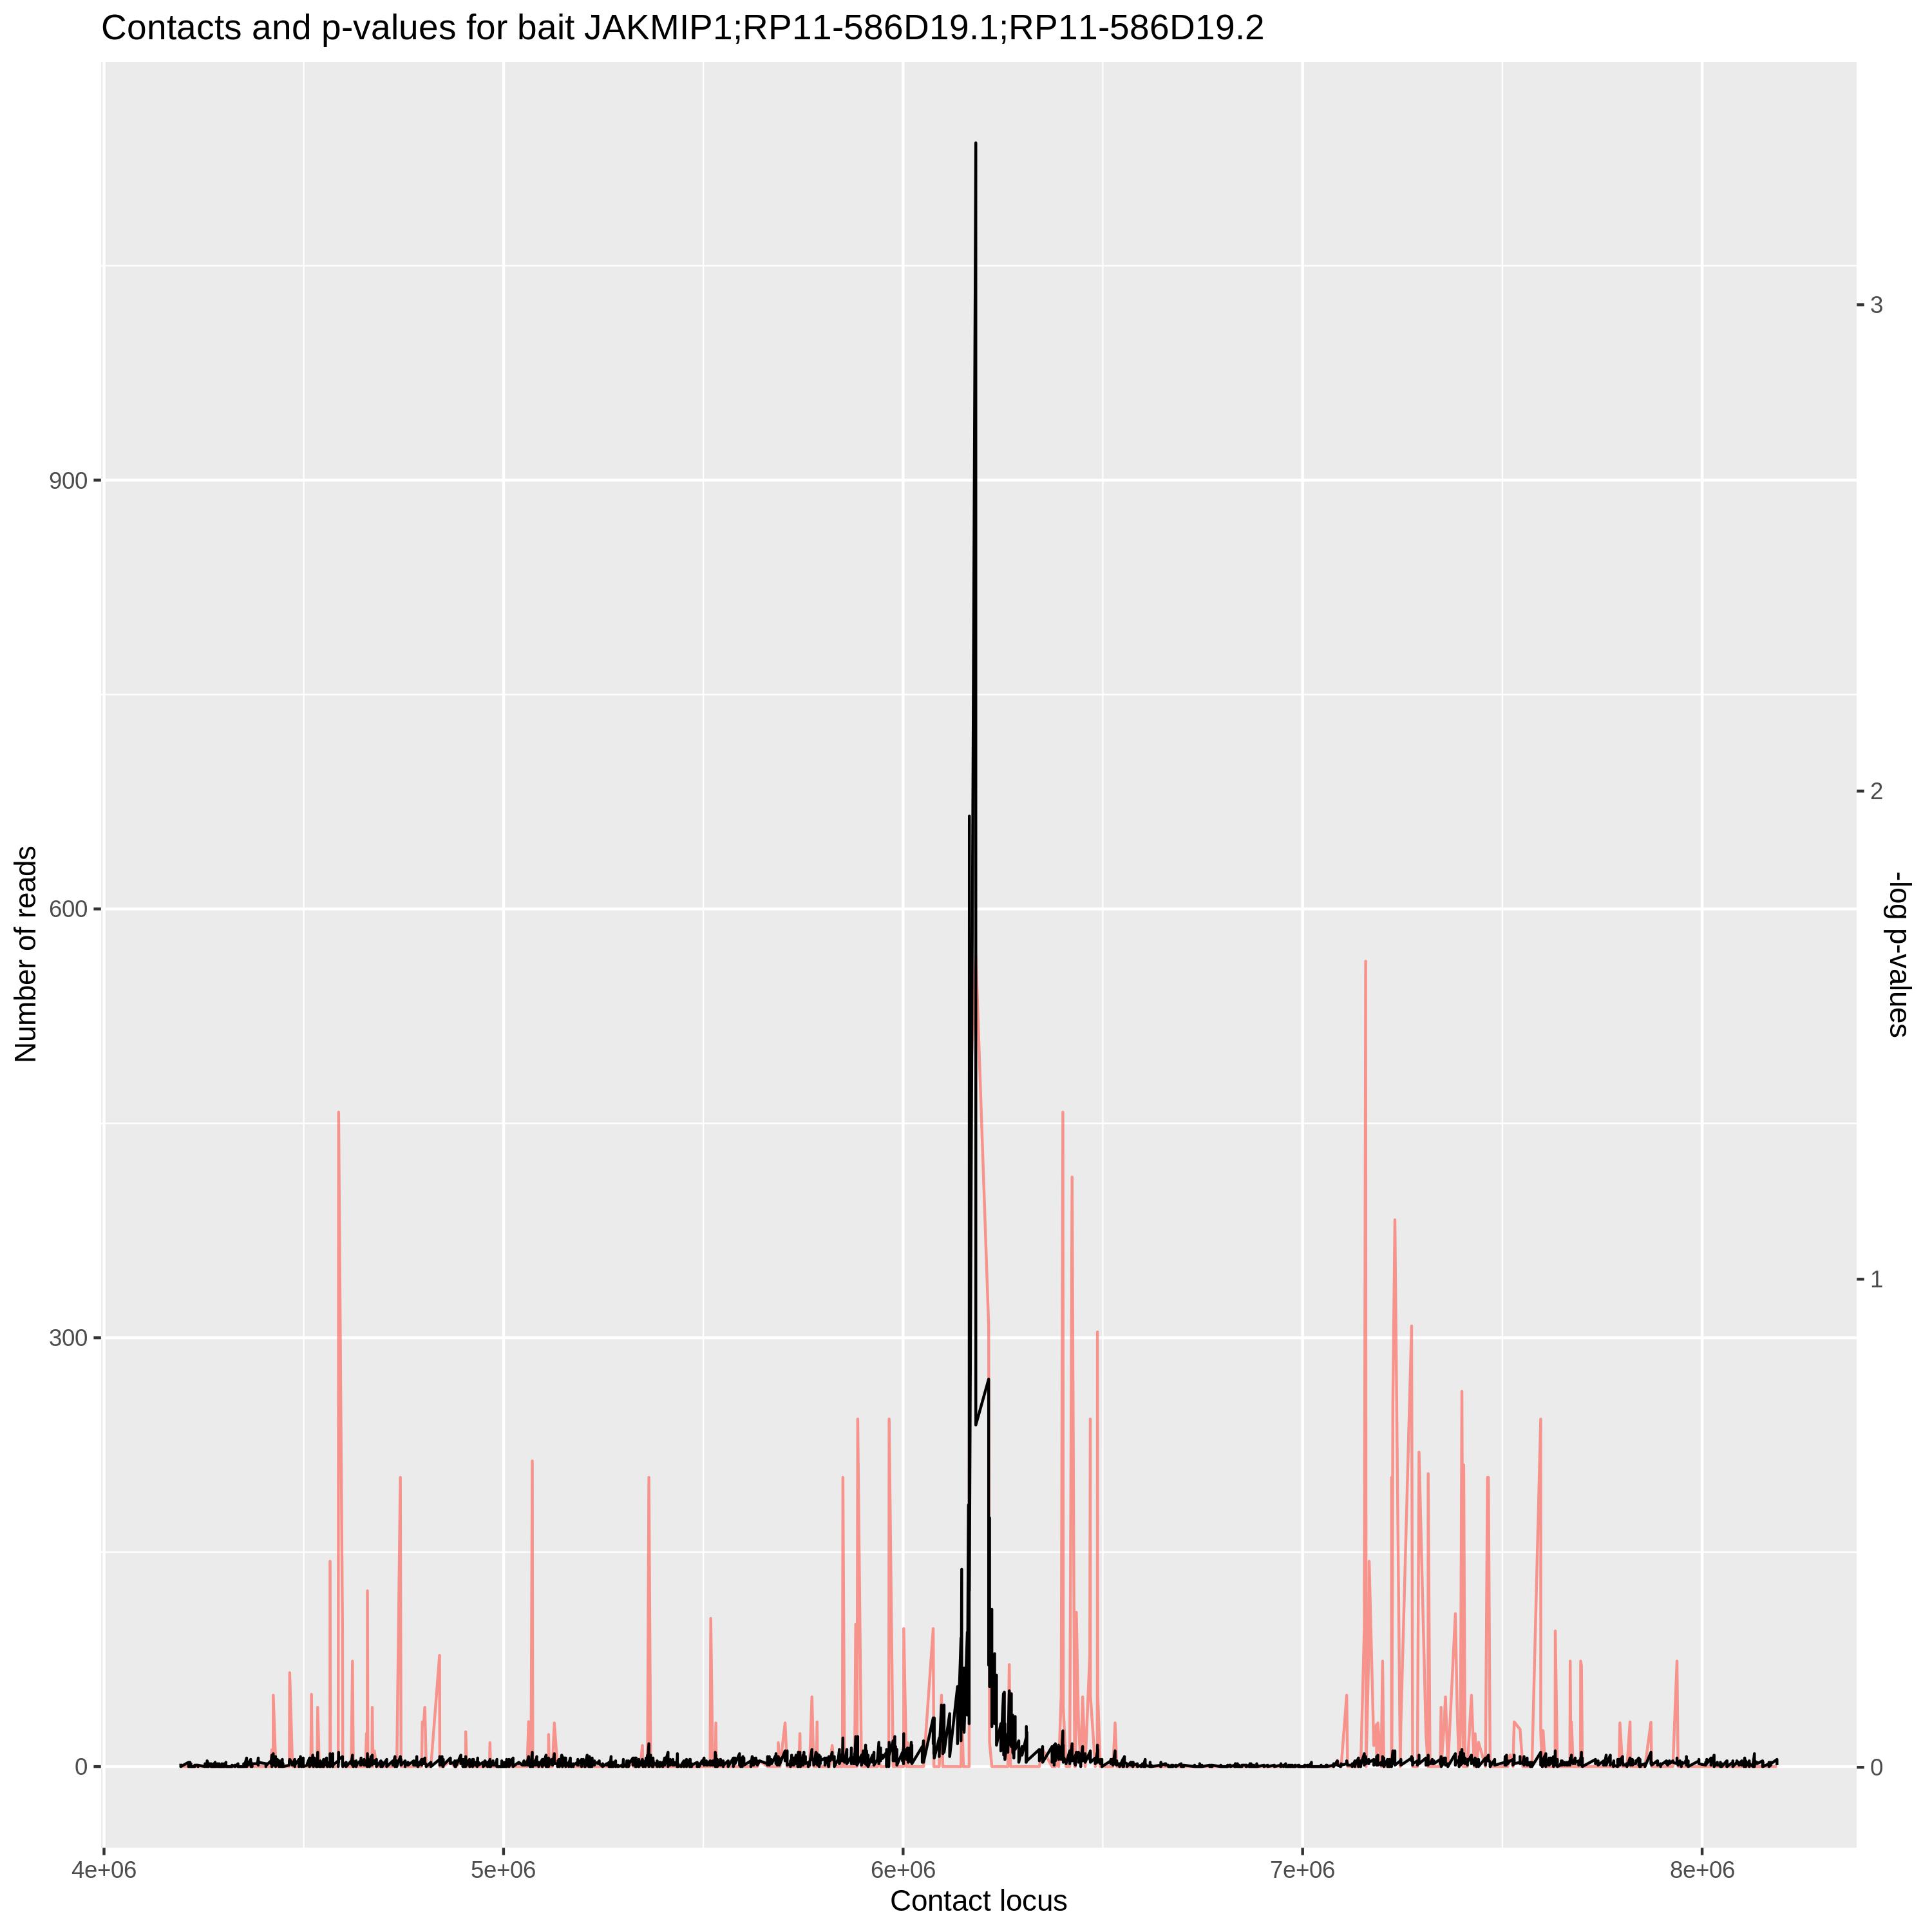 Contacts and p-values for bait JAKMIP1;RP11-586D19.1;RP11-586D19.2
Number of reads
900
600
300
0
3
2
1
0
-log p-values
4e+06
5e+06
6e+06
7e+06
8e+06
Contact locus